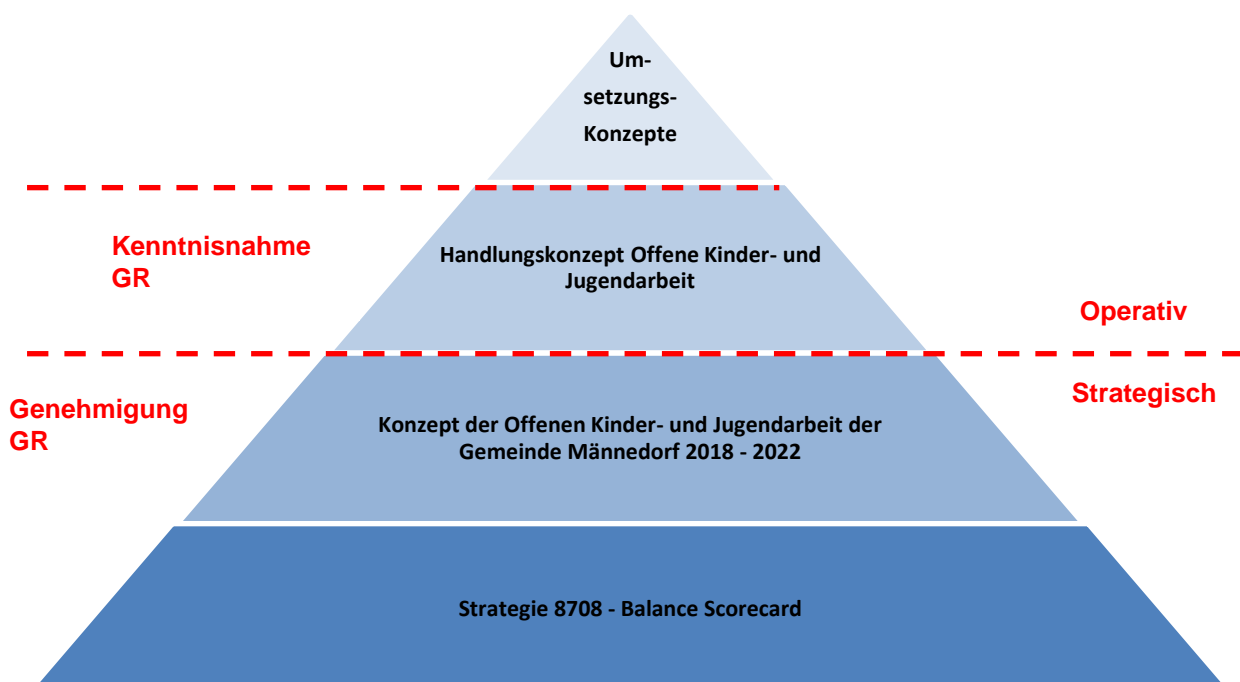 Um-
setzungs-
Konzepte
Kenntnisnahme
GR
Handlungskonzept Offene Kinder- und
Jugendarbeit
Operativ
Genehmigung
GR
Strategisch
Konzept der Offenen Kinder- und Jugendarbeit der
Gemeinde Männedorf 2018 - 2022
Strategie 8708 - Balance Scorecard